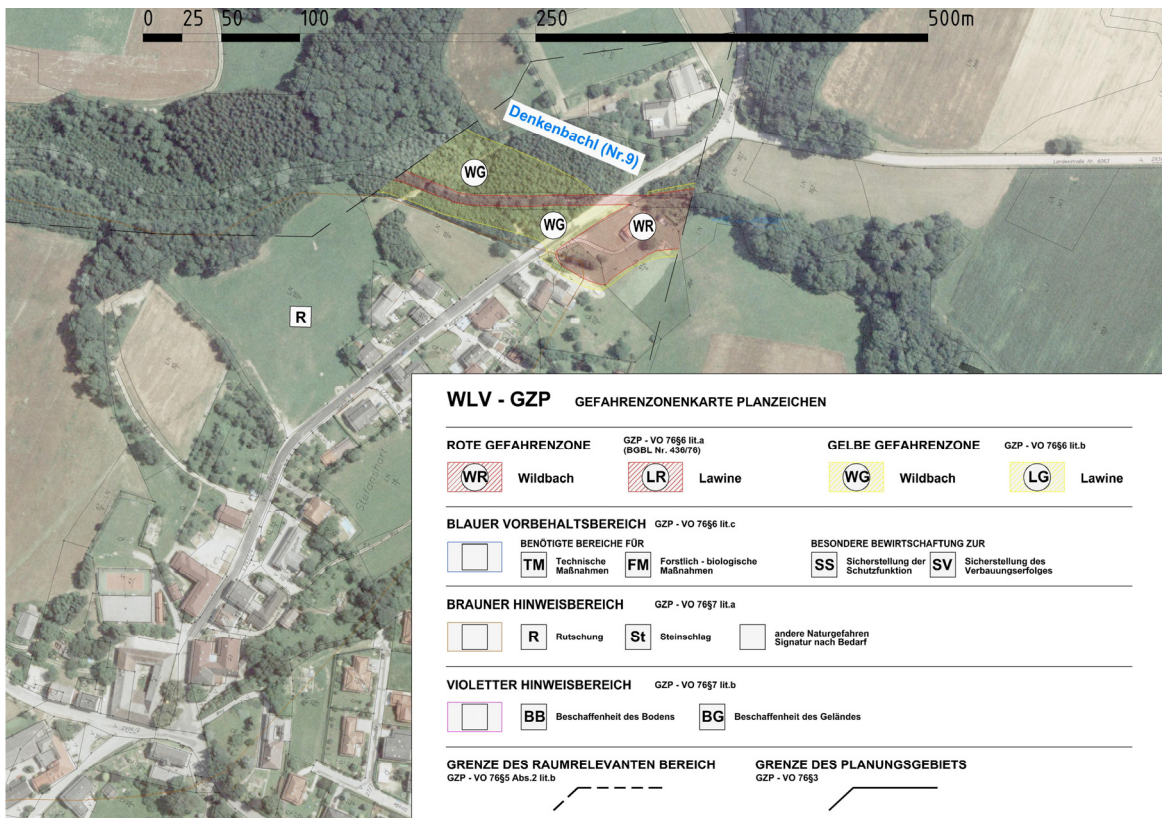 0 25 50 100 250 500m
Denkenbachl (Nr.9)
Landesstraße Nr. 6063
WG
WG
WR
R
WLV - GZP GEFAHRENZONENKARTE PLANZEICHEN
ROTE GEFAHRENZONE GZP - VO 76§6 lit.a
(BGBL Nr. 436/76)
GELBE GEFAHRENZONE GZP - VO 76§6 lit.b
WR Wildbach LR Lawine WG Wildbach LG Lawine
BLAUER VORBEHALTSBEREICH GZP - VO 76§6 lit.c
BENÖTIGTE BEREICHE FÜR
TM Technische
Maßnahmen
FM Forstlich - biologische
Maßnahmen
BESONDERE BEWIRTSCHAFTUNG ZUR
SS Sicherstellung der
Schutzfunktion
SV Sicherstellung des
Verbauungserfolges
BRAUNER HINWEISBEREICH GZP - VO 76§7 lit.a
R Rutschung St Steinschlag andere Naturgefahren
Signatur nach Bedarf
VIOLETTER HINWEISBEREICH GZP - VO 76§7 lit.b
BB Beschaffenheit des Bodens BG Beschaffenheit des Geländes
GRENZE DES RAUMRELEVANTEN BEREICH
GZP - VO 76§5 Abs.2 lit.b
GRENZE DES PLANUNGSGEBIETS
GZP - VO 76§3